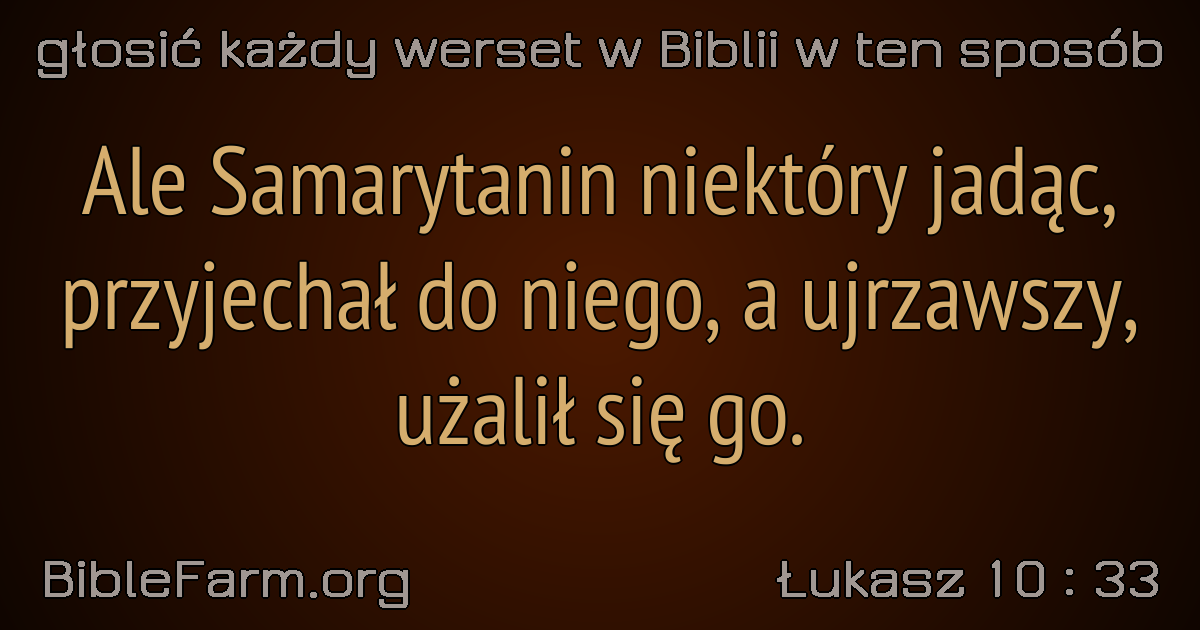 głosić każdy werset w Biblii w ten sposób
Ale Samarytanin niektóry jadąc,
przyjechał do niego, a ujrzawszy,
użalił się go.
BibleFarm.org
Łukasz 10 : 33